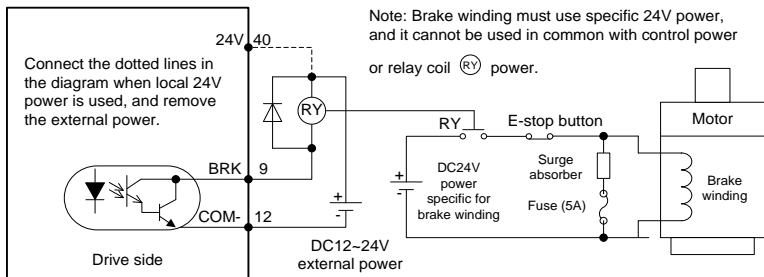 Note: Brake winding must use specific 24V power,
and it cannot be used in common with control power
or relay coil RY power.
24V 40
Connect the dotted lines in
the diagram when local 24V
power is used, and remove
the external power.
RY
RY
E-stop button
Motor
BRK 9
COM- 12
+
-
DC12~24V
external power
+
-
DC24V
power
specific for
brake winding
Surge
absorber
Fuse (5A)
Brake
winding
Drive side